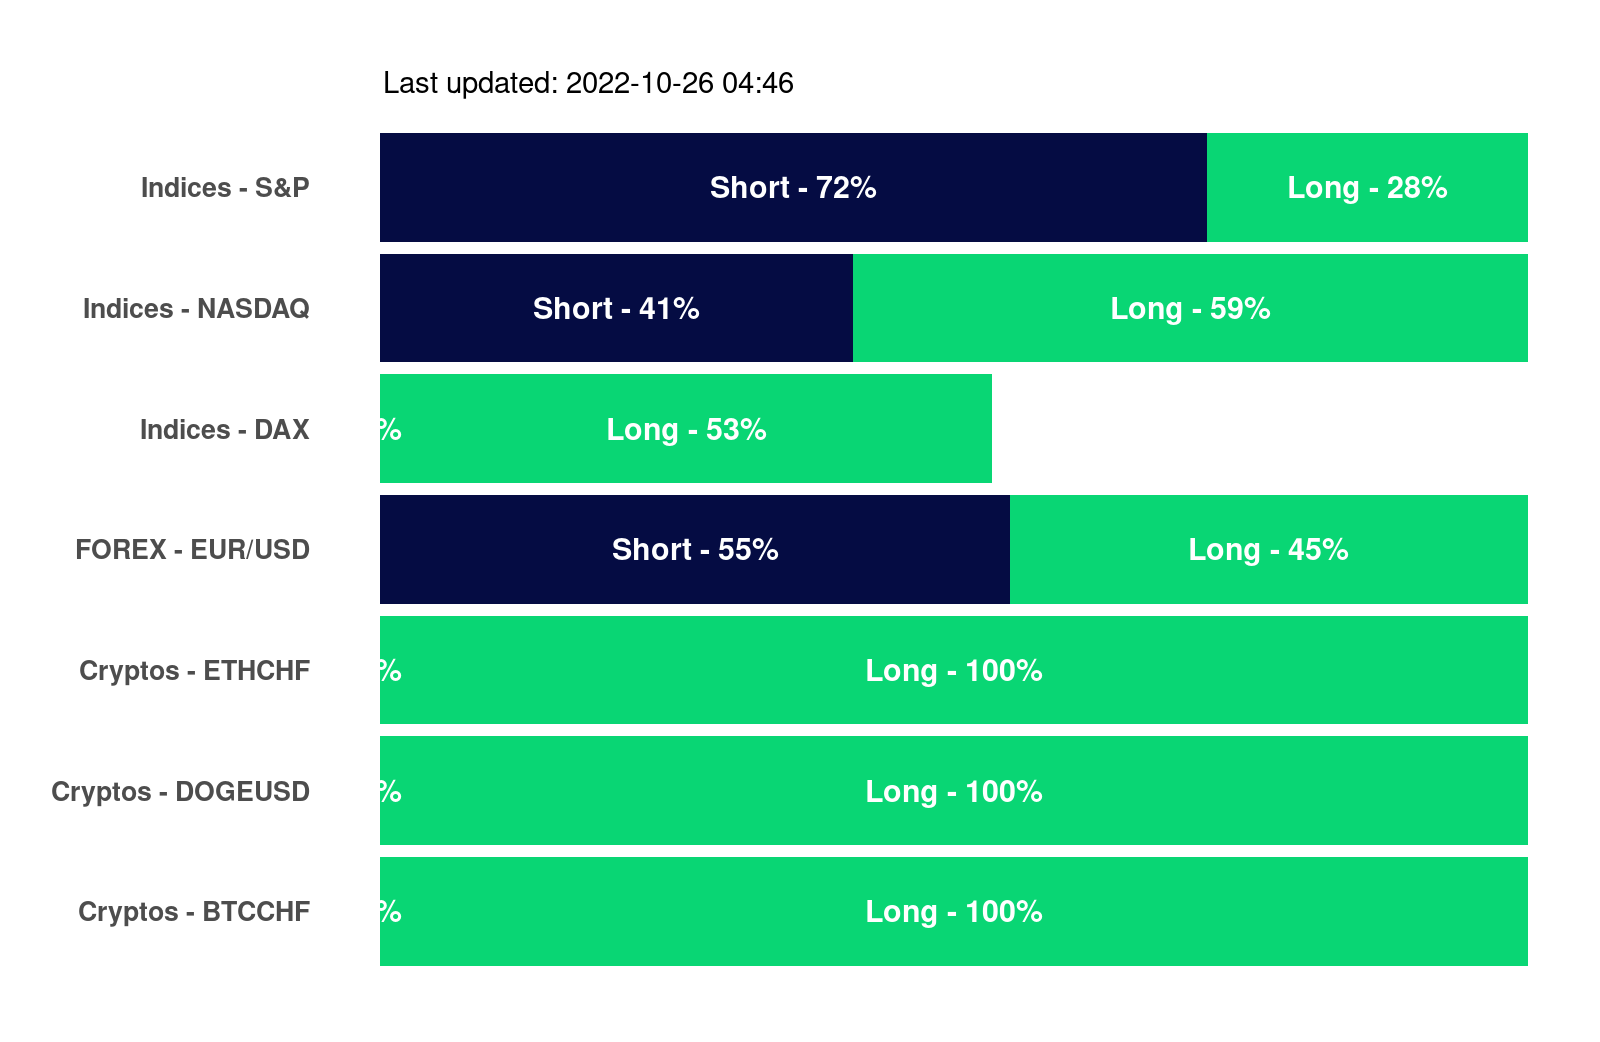 Last updated: 2022-10-26 04:46
Indices - S&P Short - 72% Long - 28%
Indices - NASDAQ Short - 41% Long - 59%
Indices - DAX % Long - 53%
FOREX - EUR/USD Short - 55% Long - 45%
Cryptos - ETHCHF % Long - 100%
Cryptos - DOGEUSD % Long - 100%
Cryptos - BTCCHF % Long - 100%